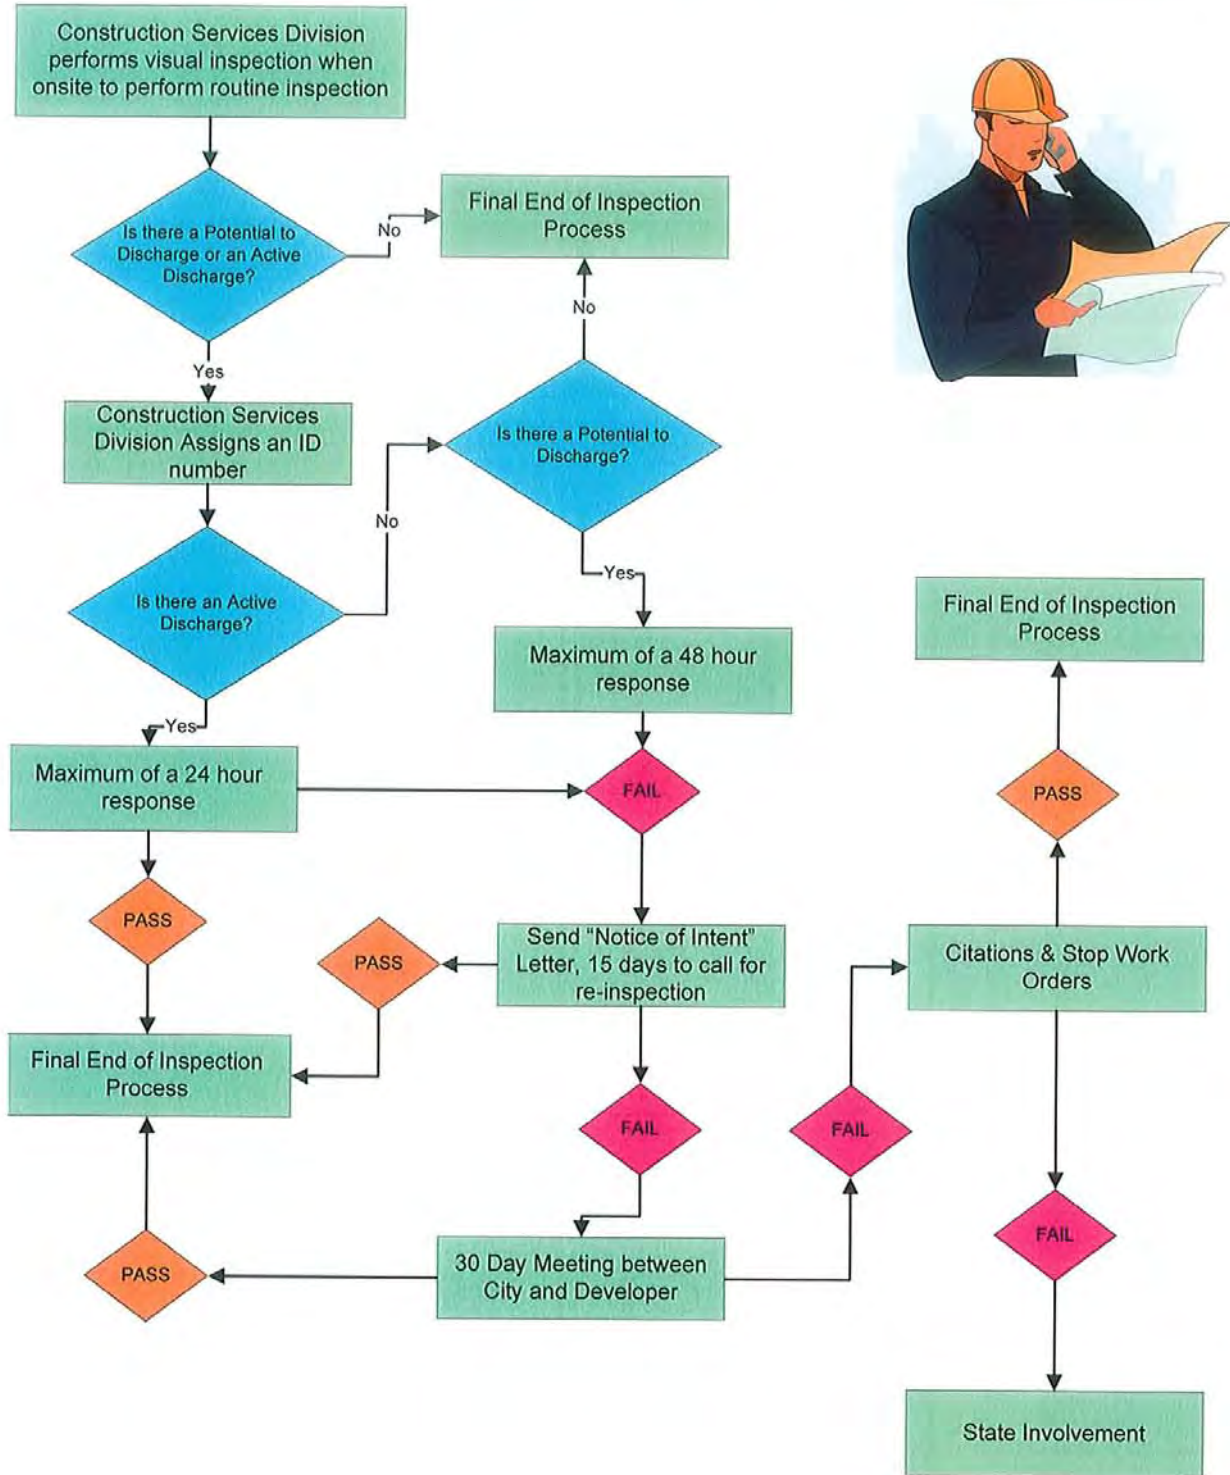 Construction Services Division
performs visual inspection when
onsite to perform routine inspection
Is there a Potential to
Discharge or an Active
Discharge?
No
Final End of Inspection
Process
No
Yes
Construction Services
Division Assigns an ID
number
Is there a Potential to
Discharge?
No
Is there an Active
Discharge?
Yes
Final End of Inspection
Process
Maximum of a 48 hour
response
Yes
Maximum of a 24 hour
response
FAIL
PASS
PASS
Send "Notice of Intent"
Letter, 15 days to call for
re-inspection
PASS
Citations & Stop Work
Orders
Final End of Inspection
Process
FAIL
FAIL
FAIL
30 Day Meeting between
City and Developer
PASS
State Involvement